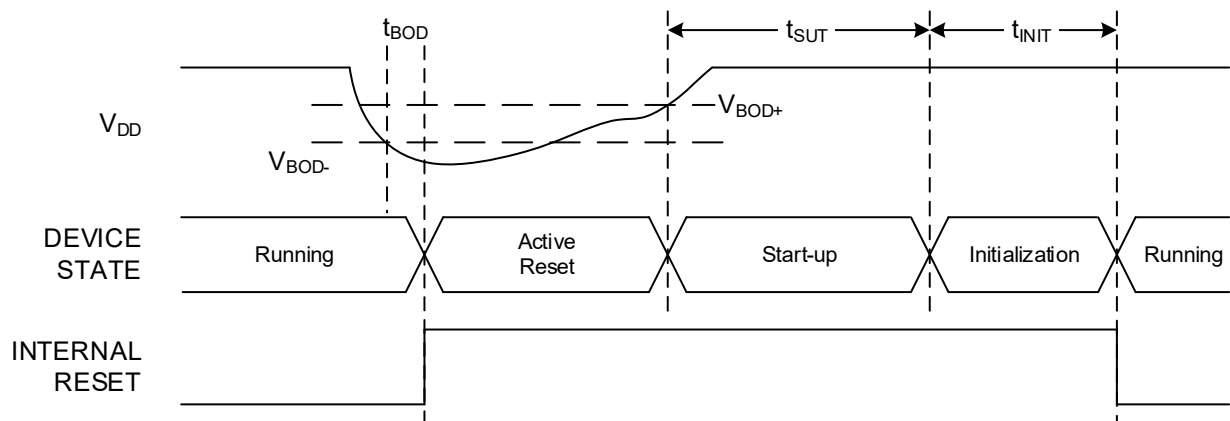 tBOD
tSUT
tINIT
VDD
VBOD+
VBOD-
DEVICE
STATE
Running
Active
Reset
Start-up
Initialization
Running
INTERNAL
RESET